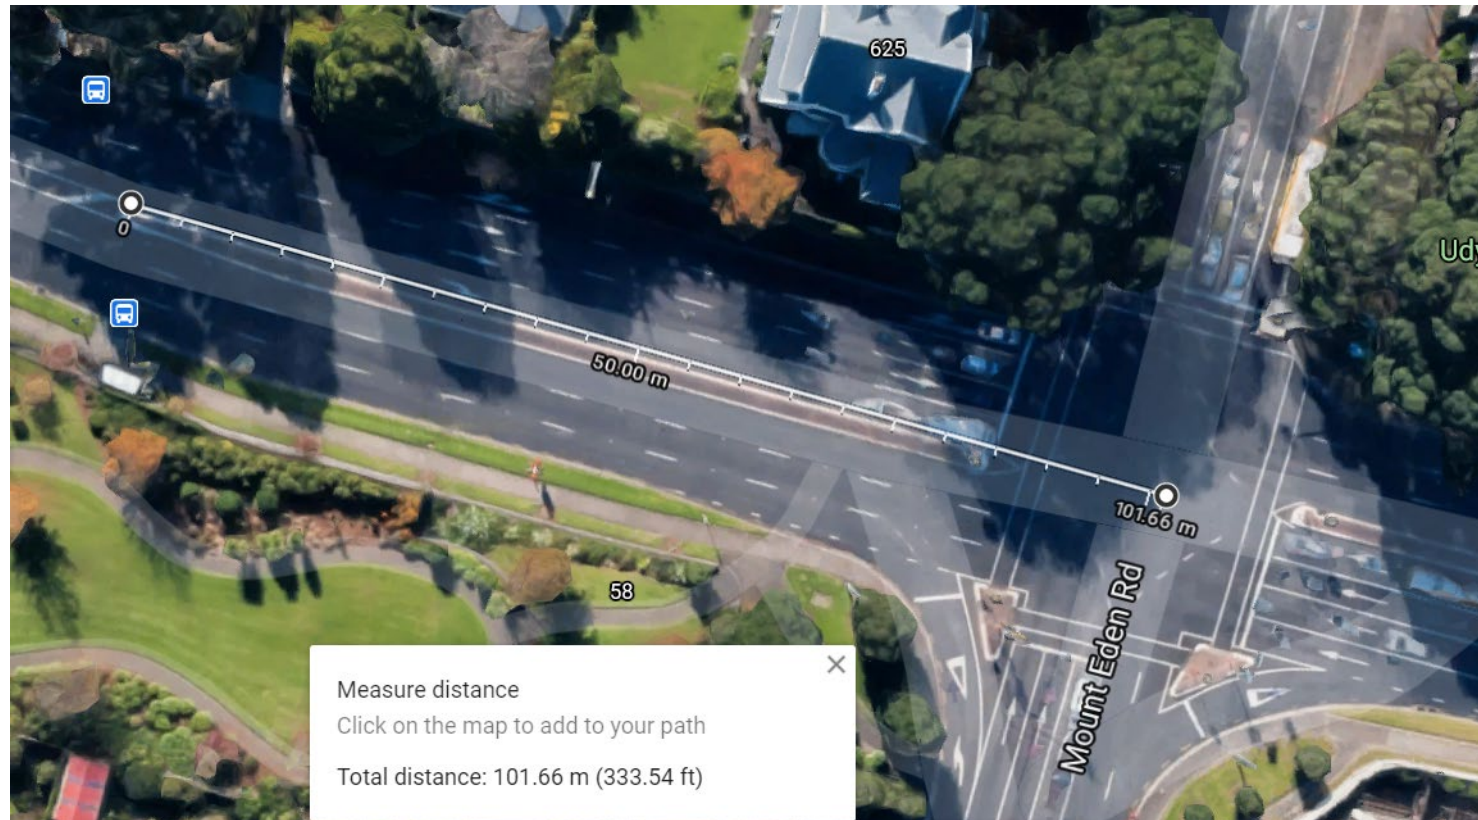 625
Udy
0
50.00 m
101.66 m
58
Mount Eden Rd
Measure distance
Click on the map to add to your path
Total distance: 101.66 m (333.54 ft)